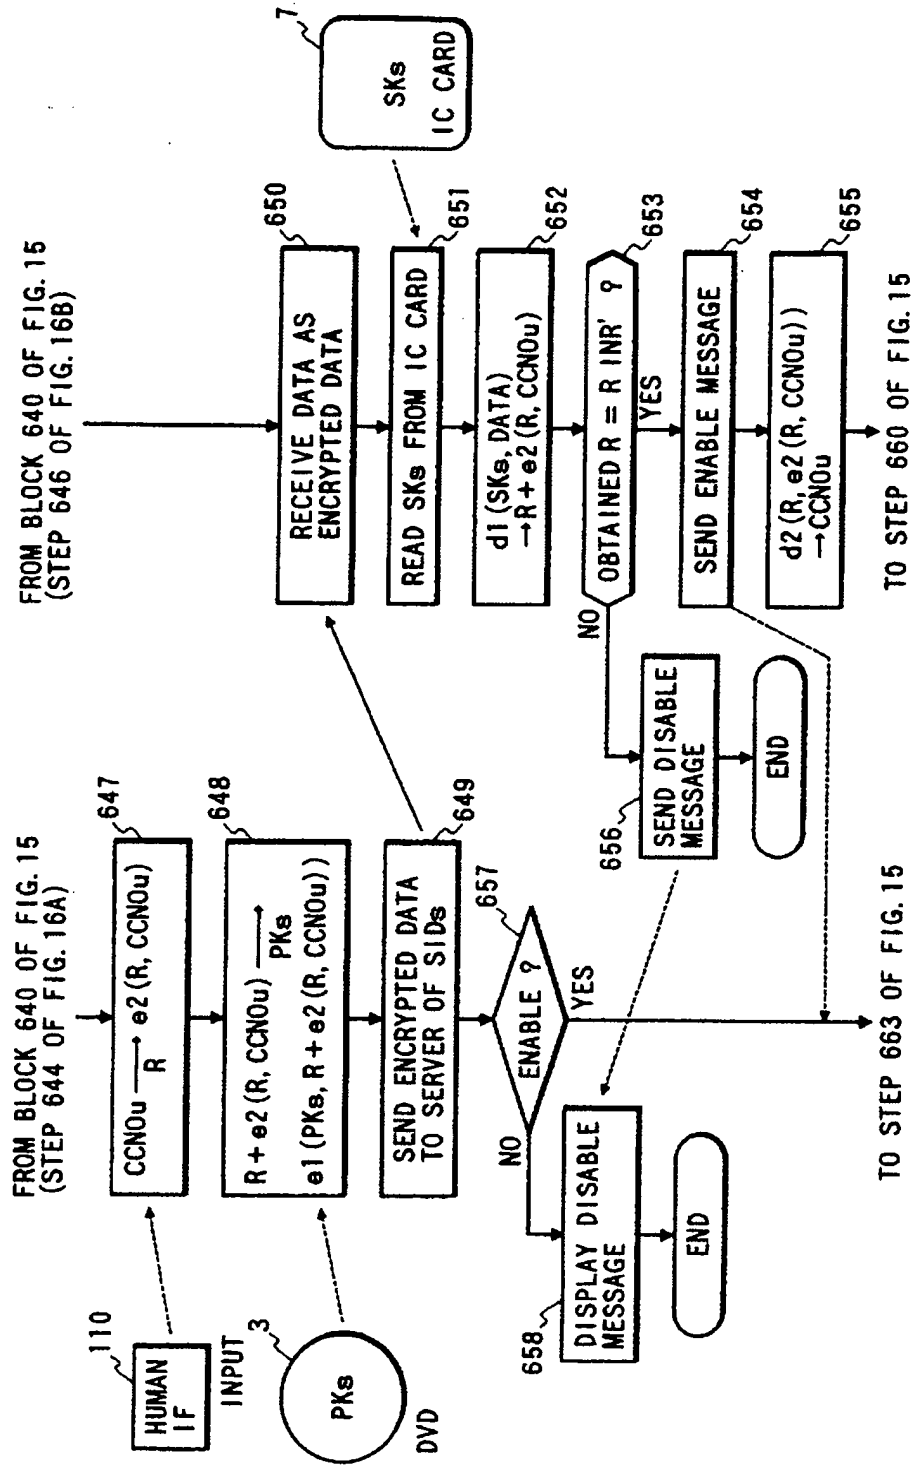 FROM BLOCK 640 OF FIG. 15
(STEP 644 OF FIG. 16A)
110
HUMAN
IF
INPUT
647
CCNOu → e2 (R, CCNOu)
R
3
PKs
DVD
648
R + e2 (R, CCNOu) →
PKs
e1 (PKs, R + e2 (R, CCNOu))
649
SEND ENCRYPTED DATA
TO SERVER OF SIDs
657
ENABLE ?
NO
YES
658
DISPLAY DISABLE
MESSAGE
END
TO STEP 663 OF FIG. 15
FROM BLOCK 640 OF FIG. 15
(STEP 646 OF FIG. 16B)
650
RECEIVE DATA AS
ENCRYPTED DATA
7
SKs
IC CARD
651
READ SKs FROM IC CARD
652
d1 (SKs, DATA)
→ R + e2 (R, CCNOu)
653
OBTAINED R = R INR' ?
NO
YES
656
SEND DISABLE
MESSAGE
END
654
SEND ENABLE MESSAGE
655
d2 (R, e2 (R, CCNOu))
→ CCNOu
TO STEP 660 OF FIG. 15